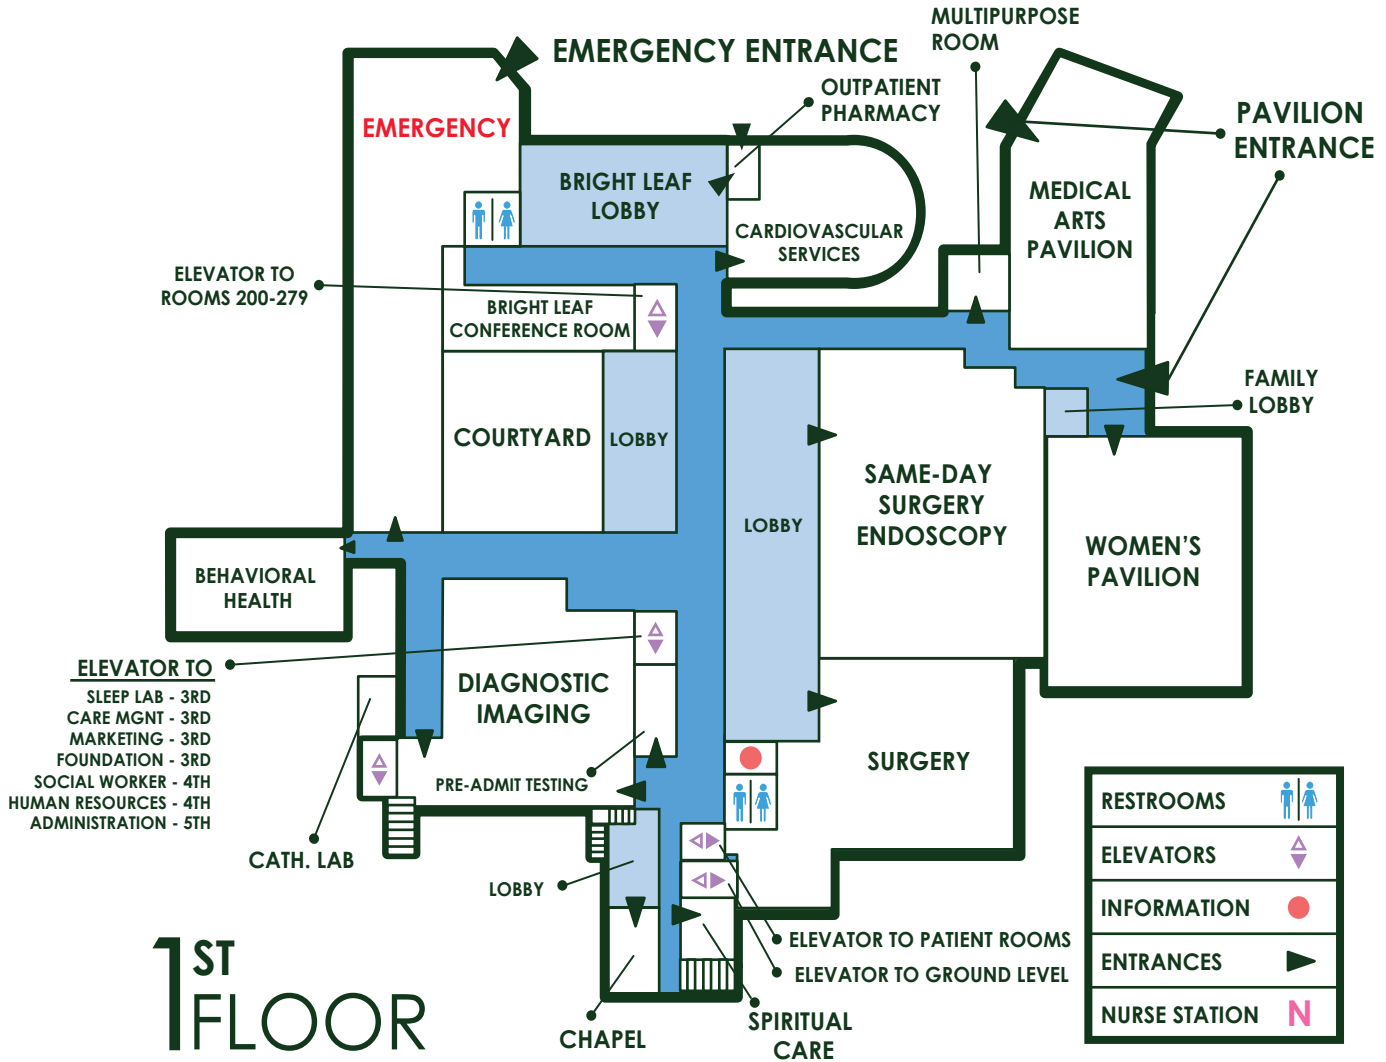 MULTIPURPOSE
ROOM
EMERGENCY ENTRANCE
OUTPATIENT
PHARMACY
PAVILION
ENTRANCE
EMERGENCY
BRIGHT LEAF
LOBBY
MEDICAL
ARTS
PAVILION
CARDIOVASCULAR
SERVICES
ELEVATOR TO
ROOMS 200-279
BRIGHT LEAF
CONFERENCE ROOM
FAMILY
LOBBY
COURTYARD
LOBBY
SAME-DAY
SURGERY
ENDOSCOPY
LOBBY
WOMEN'S
PAVILION
BEHAVIORAL
HEALTH
ELEVATOR TO
SLEEP LAB - 3RD
CARE MGNT - 3RD
MARKETING - 3RD
FOUNDATION - 3RD
SOCIAL WORKER - 4TH
HUMAN RESOURCES - 4TH
ADMINISTRATION - 5TH
DIAGNOSTIC
IMAGING
PRE-ADMIT TESTING
SURGERY
CATH. LAB
LOBBY
ELEVATOR TO PATIENT ROOMS
ELEVATOR TO GROUND LEVEL
CHAPEL
SPIRITUAL
CARE
1ST
FLOOR
RESTROOMS
ELEVATORS
INFORMATION
ENTRANCES
NURSE STATION N